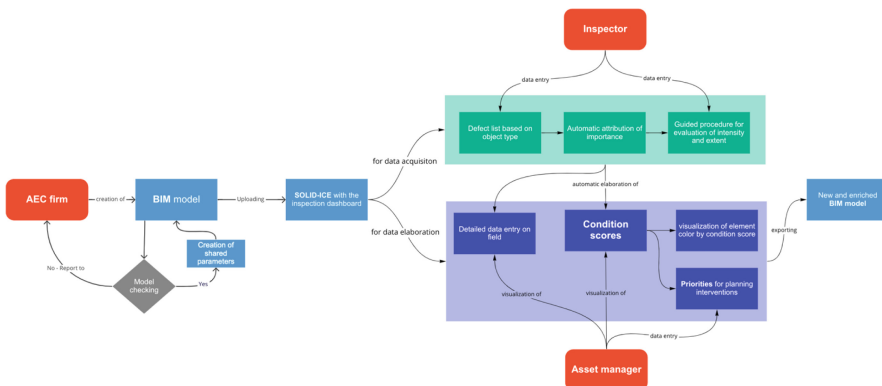 Inspector
data entry
data entry
Defect list based on
object type
Automatic attribution of
importance
Guided procedure for
evaluation of intensity
and extent
for data acquisiton
automatic elaboration of
AEC firm
creation of
BIM model
Uploading
SOLID-ICE with the
inspection dashboard
for data elaboration
Detailed data entry on
field
Condition
scores
visualization of element
color by condition score
exporting
New and enriched
BIM model
Creation of
shared
parameters
No - Report to
Model
checking
Yes
Priorities for planning
interventions
visualization of
visualization of
data entry
Asset manager